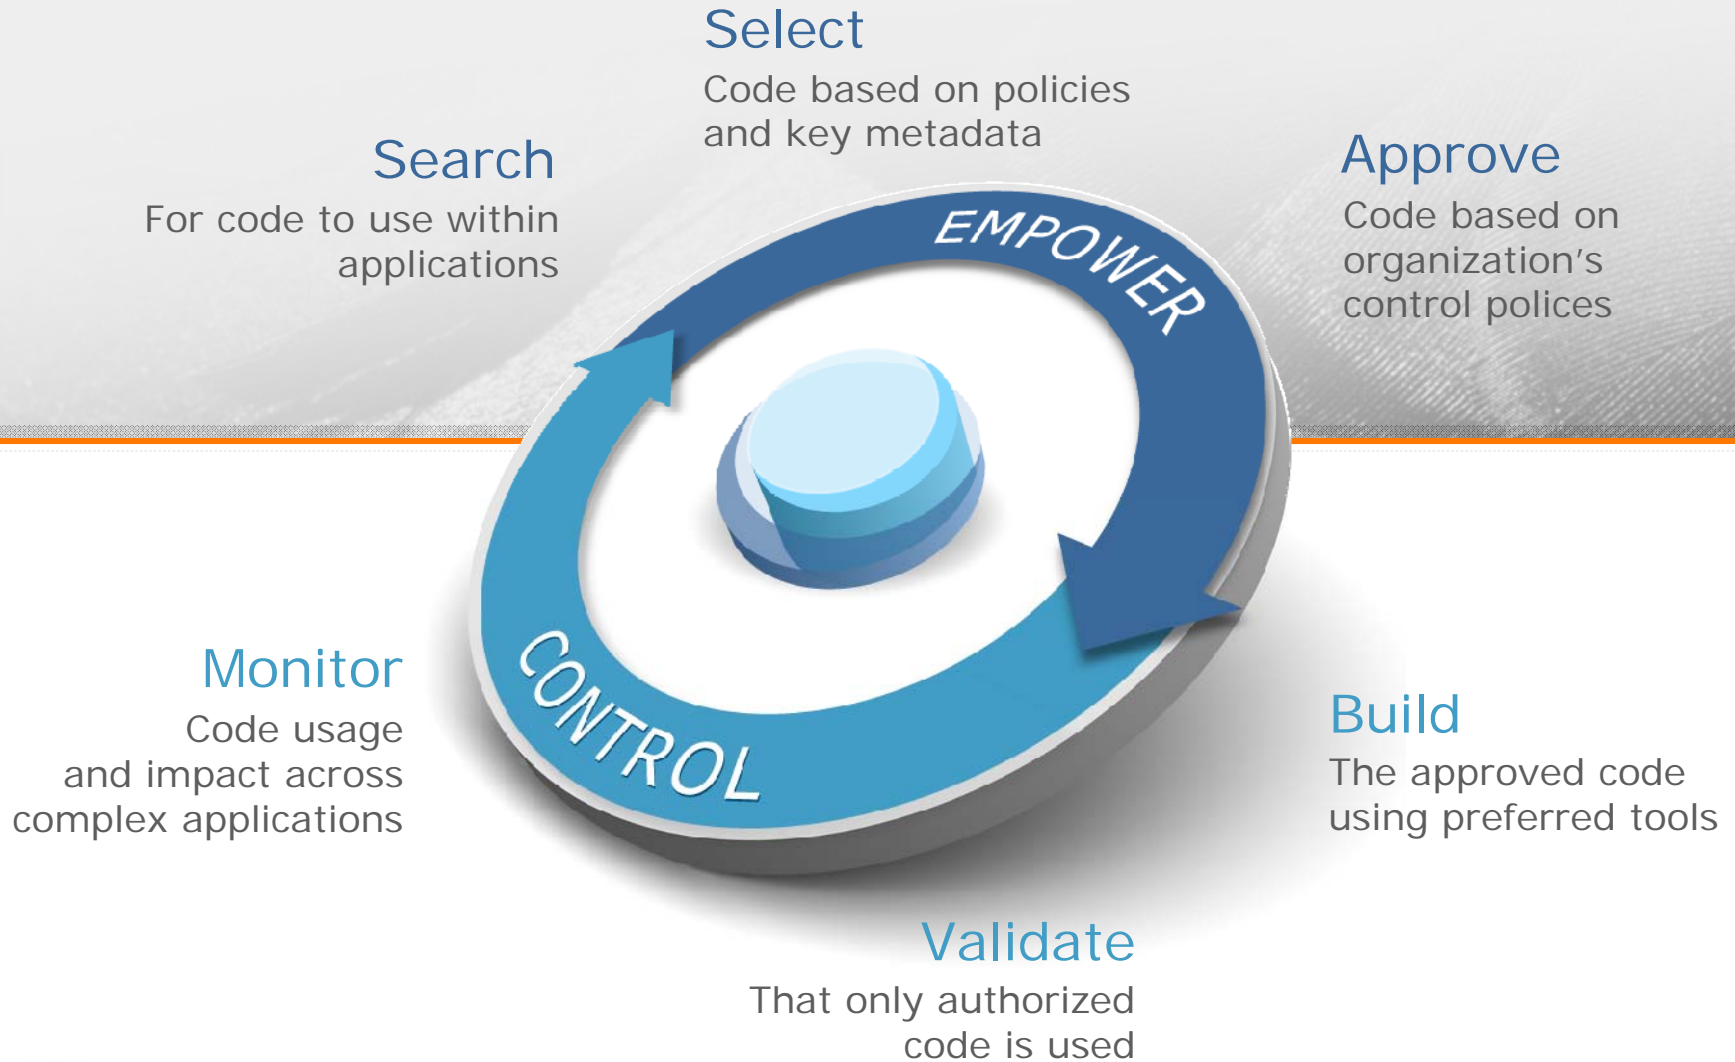 Select
Code based on policies
and key metadata
Search
For code to use within
applications
Approve
Code based on
organization's
control polices
EMPOWER
CONTROL
Monitor
Code usage
and impact across
complex applications
Build
The approved code
using preferred tools
Validate
That only authorized
code is used